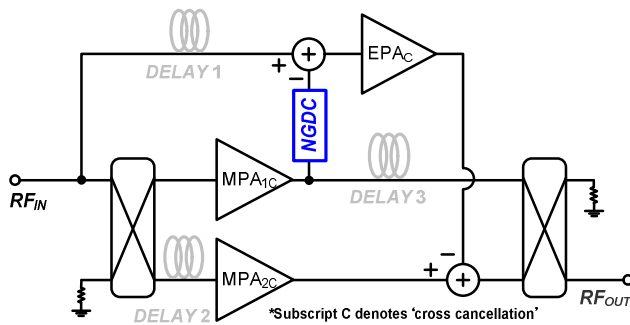 DELAY 1
+
−
+
EPAC
NGDC
RFIN
MPA1C
DELAY 3
DELAY 2
MPA2C
+
−
+
RFOUT
*Subscript C denotes 'cross cancellation'